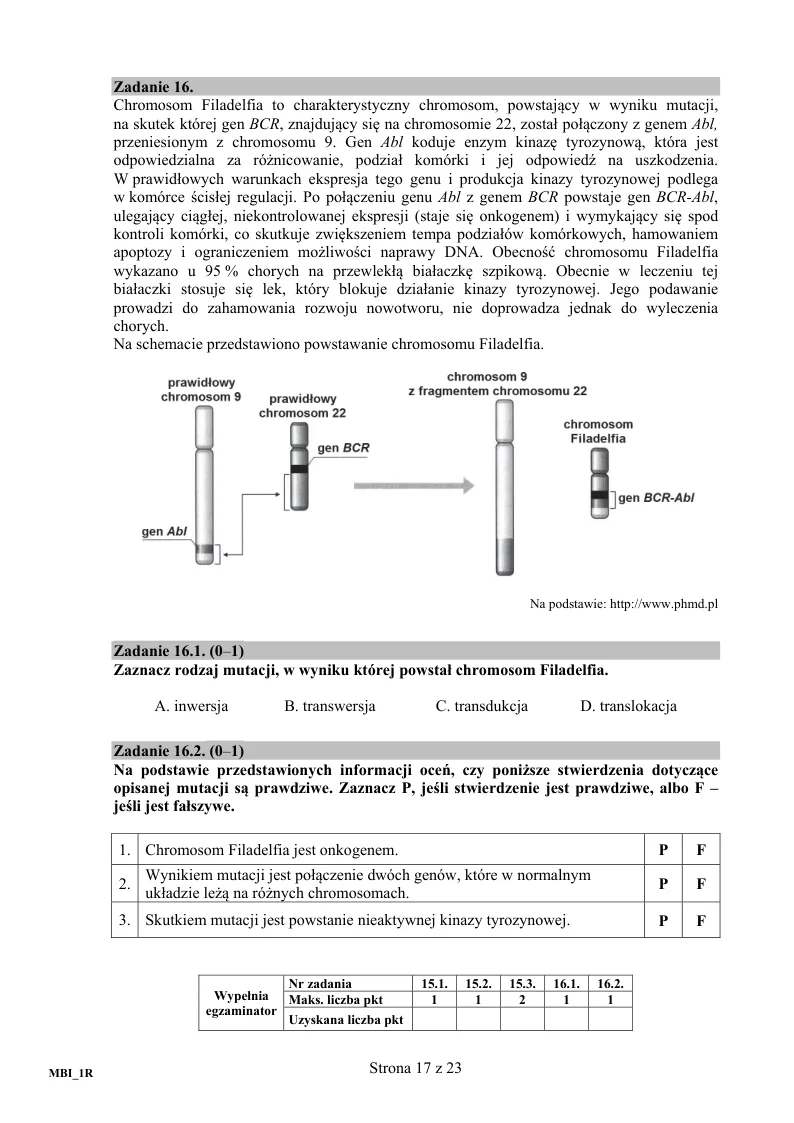 Zadanie 16.
Chromosom Filadelfia to charakterystyczny chromosom, powstający w wyniku mutacji,
na skutek której gen BCR, znajdujący się na chromosomie 22, został połączony z genem Abl,
przeniesionym z chromosomu 9. Gen Abl koduje enzym kinazę tyrozynową, która jest
odpowiedzialna za różnicowanie, podział komórki i jej odpowiedź na uszkodzenia.
W prawidłowych warunkach ekspresja tego genu i produkcja kinazy tyrozynowej podlega
w komórce ścisłej regulacji. Po połączeniu genu Abl z genem BCR powstaje gen BCR-Abl,
ulegający ciągłej, niekontrolowanej ekspresji (staje się onkogenem) i wymykający się spod
kontroli komórki, co skutkuje zwiększeniem tempa podziałów komórkowych, hamowaniem
apoptozy i ograniczeniem możliwości naprawy DNA. Obecność chromosomu Filadelfia
wykazano u 95 % chorych na przewlekłą białaczkę szpikową. Obecnie w leczeniu tej
białaczki stosuje się lek, który blokuje działanie kinazy tyrozynowej. Jego podawanie
prowadzi do zahamowania rozwoju nowotworu, nie doprowadza jednak do wyleczenia
chorych.
Na schemacie przedstawiono powstawanie chromosomu Filadelfia.
prawidłowy
chromosom 9
prawidłowy
chromosom 22
gen BCR
gen Abl
chromosom 9
z fragmentem chromosomu 22
chromosom
Filadelfia
gen BCR-Abl
Na podstawie: http://www.phmd.pl
Zadanie 16.1. (0–1)
Zaznacz rodzaj mutacji, w wyniku której powstał chromosom Filadelfia.
A. inwersja B. transwersja C. transdukcja D. translokacja
Zadanie 16.2. (0–1)
Na podstawie przedstawionych informacji oceń, czy poniższe stwierdzenia dotyczące
opisanej mutacji są prawdziwe. Zaznacz P, jeśli stwierdzenie jest prawdziwe, albo F –
jeśli jest fałszywe.
1. Chromosom Filadelfia jest onkogenem. P F
2. Wynikiem mutacji jest połączenie dwóch genów, które w normalnym
układzie leżą na różnych chromosomach. P F
3. Skutkiem mutacji jest powstanie nieaktywnej kinazy tyrozynowej. P F
Wypełnia
egzaminator
Nr zadania 15.1. 15.2. 15.3. 16.1. 16.2.
Maks. liczba pkt 1 1 2 1 1
Uzyskana liczba pkt
MBI_1R
Strona 17 z 23